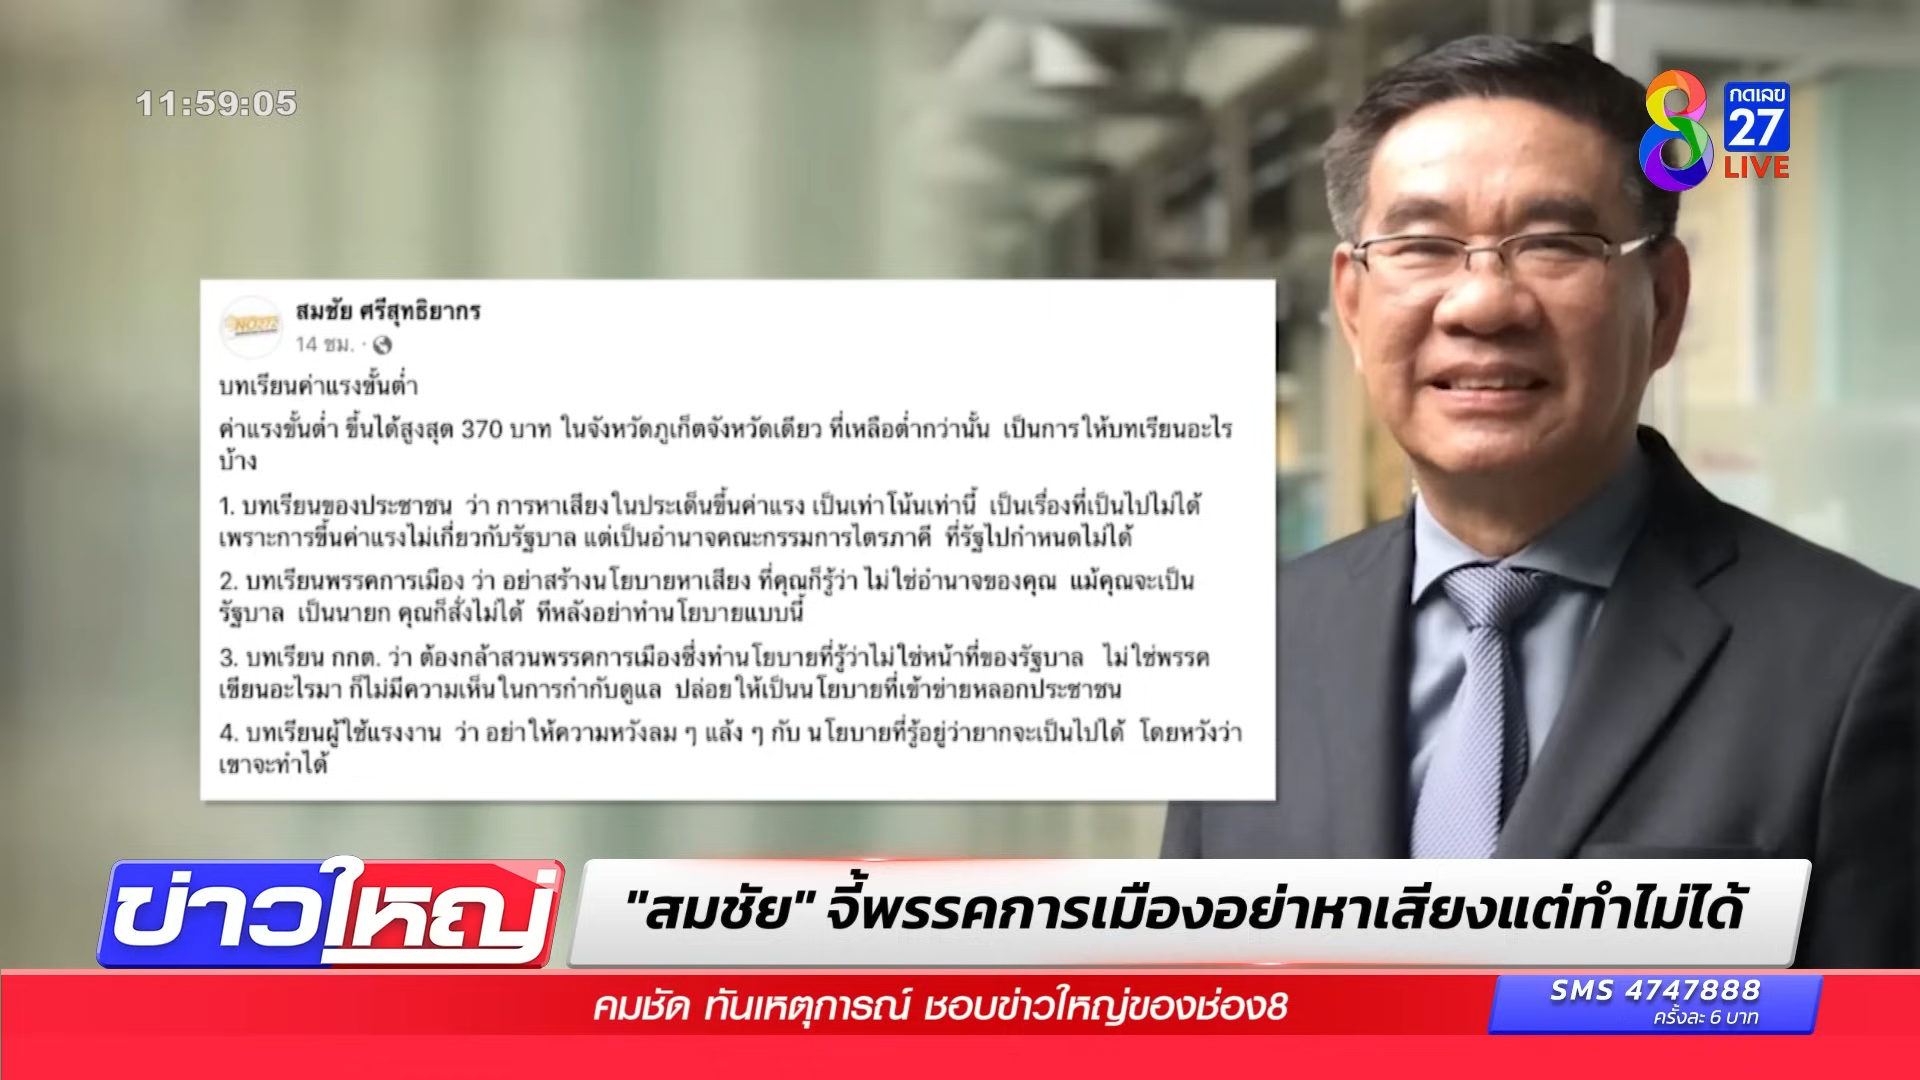 11:59:05
กดเลข
27
LIVE
สมชัย ศรีสุทธิยากร
14 ชม.
บทเรียนค่าแรงขั้นต่ำ
ค่าแรงขั้นต่ำ ขึ้นได้สูงสุด 370 บาท ในจังหวัดภูเก็ตจังหวัดเดียว ที่เหลือต่ำกว่านั้น เป็นการให้บทเรียนอะไร
บ้าง
1. บทเรียนของประชาชน ว่า การหาเสียงในประเด็นขึ้นค่าแรง เป็นเท่าโน้นเท่านี้ เป็นเรื่องที่เป็นไปไม่ได้
เพราะการขึ้นค่าแรงไม่เกี่ยวกับรัฐบาล แต่เป็นอำนาจคณะกรรมการไตรภาคี ที่รัฐไปกำหนดไม่ได้
2. บทเรียนพรรคการเมือง ว่า อย่าสร้างนโยบายหาเสียง ที่คุณก็รู้ว่า ไม่ใช่อำนาจของคุณ แม้คุณจะเป็น
รัฐบาล เป็นนายก คุณก็สั่งไม่ได้ ทีหลังอย่าทำนโยบายแบบนี้
3. บทเรียน กกต. ว่า ต้องกล้าสวนพรรคการเมืองซึ่งทำนโยบายที่รู้ว่าไม่ใช่หน้าที่ของรัฐบาล ไม่ใช่พรรค
เขียนอะไรมา ก็ไม่มีความเห็นในการกำกับดูแล ปล่อยให้เป็นนโยบายที่เข้าข่ายหลอกประชาชน
4. บทเรียนผู้ใช้แรงงาน ว่า อย่าให้ความหวังลม ๆ แล้ง ๆ กับ นโยบายที่รู้อยู่ว่ายากจะเป็นไปได้ โดยหวังว่า
เขาจะทำได้
ข่าวใหญ่
"สมชัย" จี้พรรคการเมืองอย่าหาเสียงแต่ทำไม่ได้
คมชัด ทันเหตุการณ์ ชอบข่าวใหญ่ของช่อง8
SMS 4747888
ครั้งละ 6 บาท